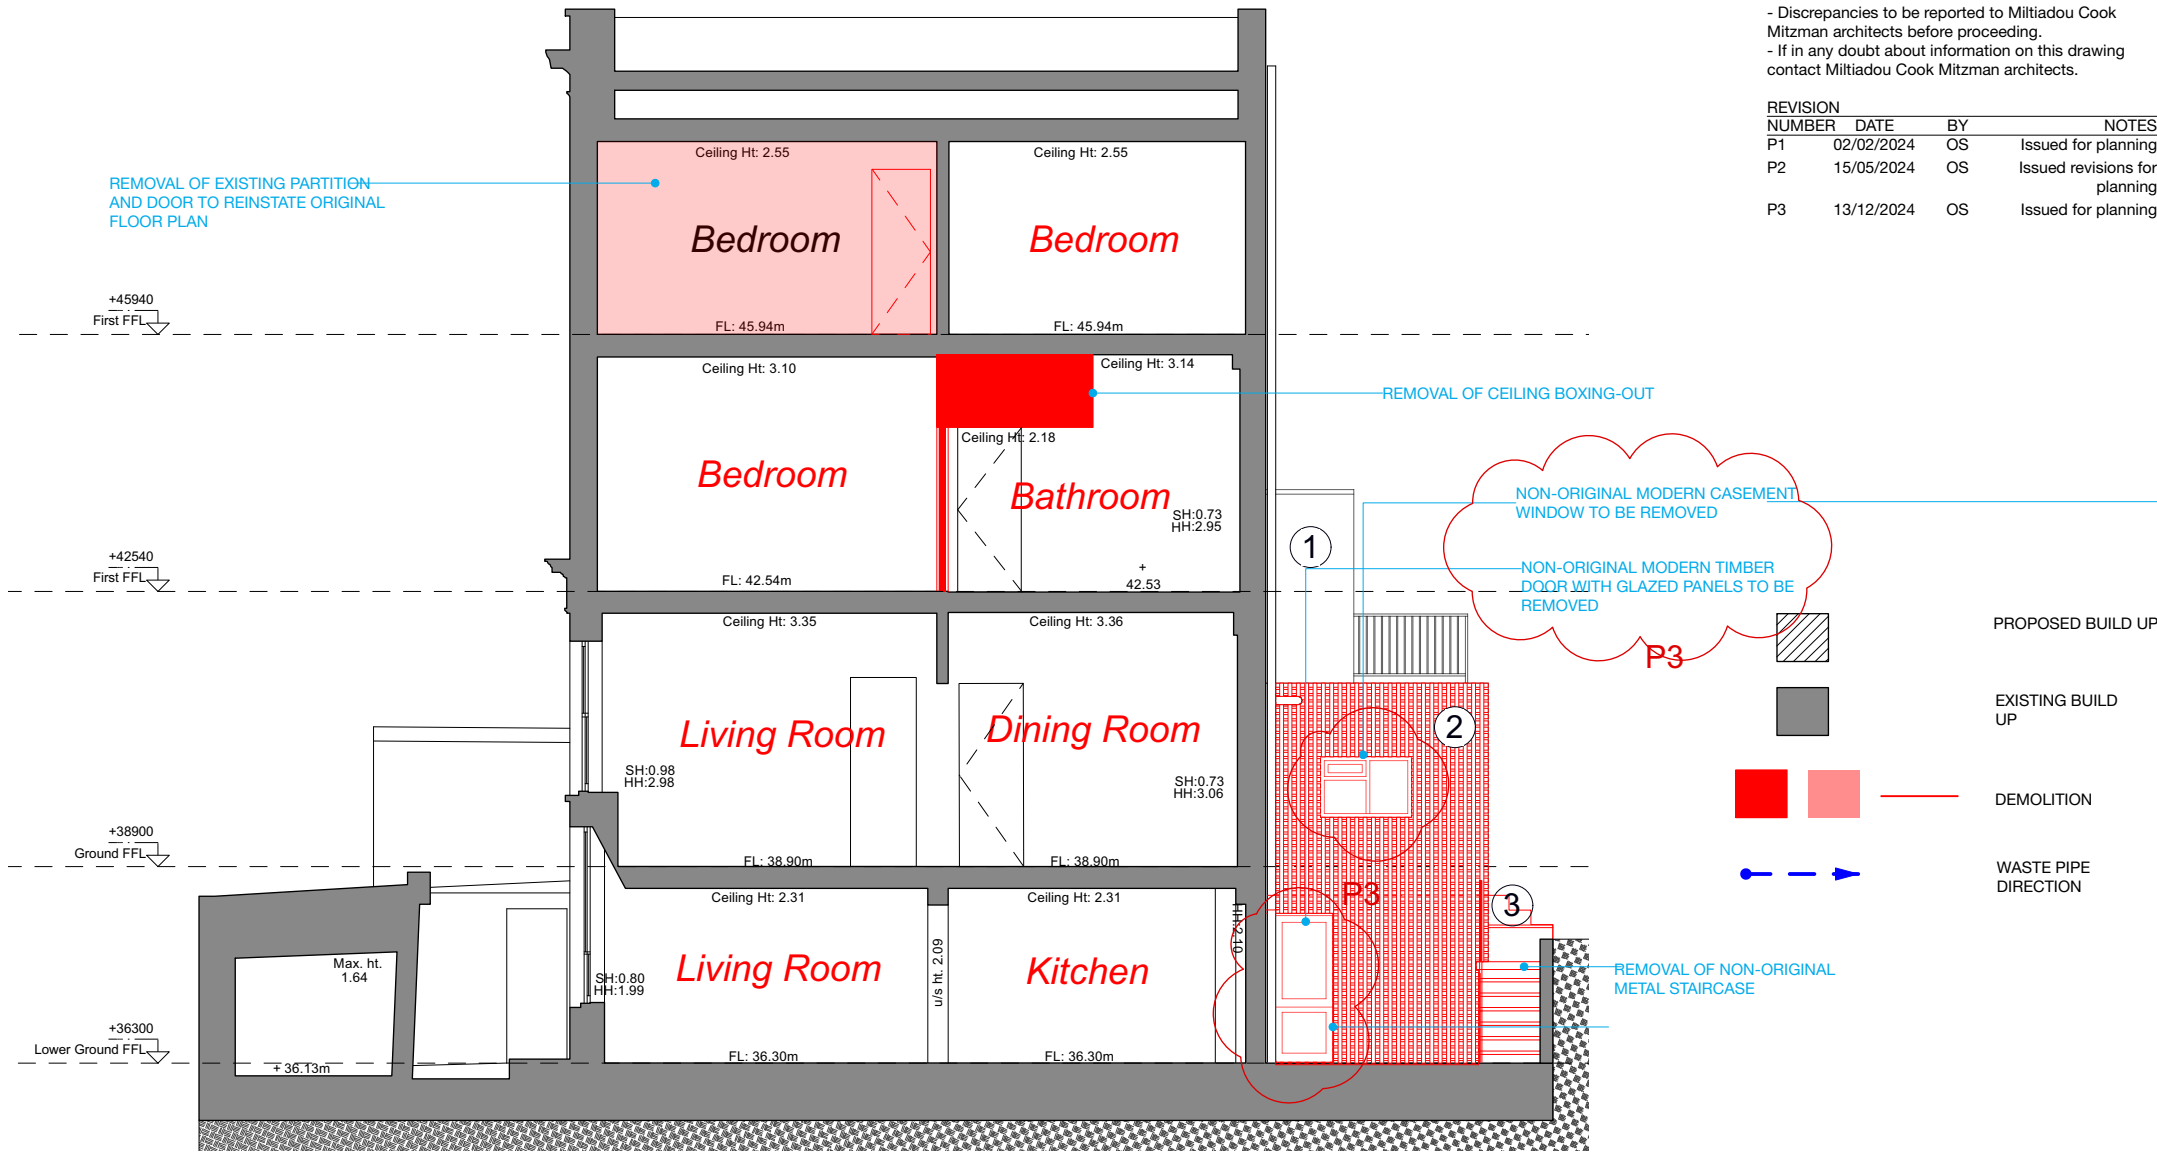 - Discrepancies to be reported to Miltiadou Cook
Mitzman architects before proceeding.
- If in any doubt about information on this drawing
contact Miltiadou Cook Mitzman architects.
REVISION
NUMBER DATE BY NOTES
P1 02/02/2024 OS Issued for planning
P2 15/05/2024 OS Issued revisions for
planning
P3 13/12/2024 OS Issued for planning
REMOVAL OF EXISTING PARTITION
AND DOOR TO REINSTATE ORIGINAL
FLOOR PLAN
Ceiling Ht: 2.55
Bedroom
FL: 45.94m
Ceiling Ht: 2.55
Bedroom
FL: 45.94m
+45940
First FFL
Ceiling Ht: 3.10
Bedroom
FL: 42.54m
Ceiling Ht: 3.14
Ceiling Ht: 2.18
Bathroom
SH:0.73
HH:2.95
+
42.53
REMOVAL OF CEILING BOXING-OUT
+42540
First FFL
NON-ORIGINAL MODERN CASEMENT
WINDOW TO BE REMOVED
NON-ORIGINAL MODERN TIMBER
DOOR WITH GLAZED PANELS TO BE
REMOVED
P3
1
Ceiling Ht: 3.35
Living Room
SH:0.98
HH:2.98
FL: 38.90m
Ceiling Ht: 3.36
Dining Room
SH:0.73
HH:3.06
FL: 38.90m
2
+38900
Ground FFL
PROPOSED BUILD UP
EXISTING BUILD
UP
DEMOLITION
WASTE PIPE
DIRECTION
P3
3
Ceiling Ht: 2.31
Living Room
SH:0.80
HH:1.99
FL: 36.30m
u/s ht. 2.09
Ceiling Ht: 2.31
Kitchen
FL: 36.30m
HH:2.10
REMOVAL OF NON-ORIGINAL
METAL STAIRCASE
Max. ht.
1.64
+ 36.13m
+36300
Lower Ground FFL